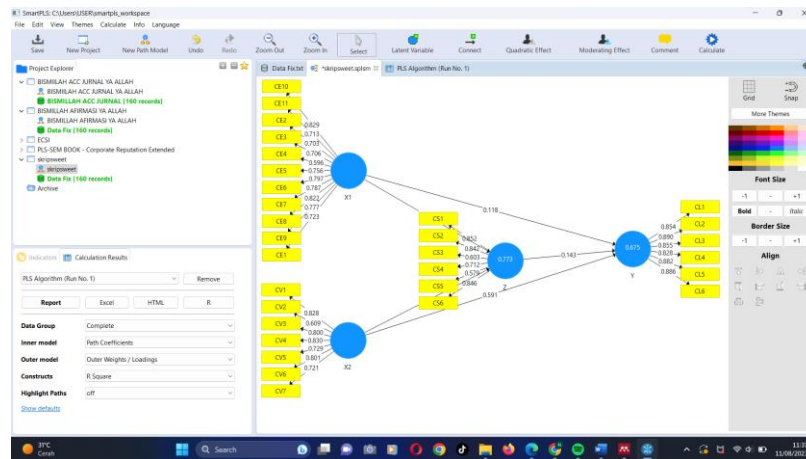 SmartPLS: C:\Users\USER\smartpls_workspace
File Edit View Themes Calculate Info Language
Save New Project New Path Model Undo Redo Zoom Out Zoom In Select Latent Variable Connect Quadratic Effect Moderating Effect Comment Calculate
Project Explorer
BISMILLAH ACC JURNAL YA ALLAH
BISMILLAH ACC JURNAL YA ALLAH
BISMILLAH ACC JURNAL [160 records]
BISMILLAH AFIRMASI YA ALLAH
BISMILLAH AFIRMASI YA ALLAH
Data Fix [160 records]
ECSI
PLS-SEM BOOK - Corporate Reputation Extended
skripsweet
skripsweet
Data Fix [160 records]
Archive
Indicators Calculation Results
PLS Algorithm (Run No. 1) Remove
Report Excel HTML R
Data Group Complete
Inner model Path Coefficients
Outer model Outer Weights / Loadings
Constructs R Square
Highlight Paths off
Show defaults
Data Fix.txt *skripsweet.splsm PLS Algorithm (Run No. 1)
CE10
CE11
CE2
CE3
CE4
CE5
CE6
CE7
CE8
CE9
CE1
0.829
0.713
0.703
0.706
0.596
0.756
0.797
0.787
0.822
0.777
0.723
X1
CV1
CV2
CV3
CV4
CV5
CV6
CV7
0.828
0.609
0.800
0.830
0.729
0.801
0.721
X2
CS1
CS2
CS3
CS4
CS5
CS6
0.852
0.842
0.603
0.712
0.579
0.846
0.773
Z
0.118
0.143
0.591
0.675
Y
0.854
0.890
0.855
0.828
0.882
0.886
CL1
CL2
CL3
CL4
CL5
CL6
Grid Snap
More Themes
Font Size
-1 - +1
Bold - Italic
Border Size
-1 - +1
Align
31°C
Cerah
Search
11/08/202